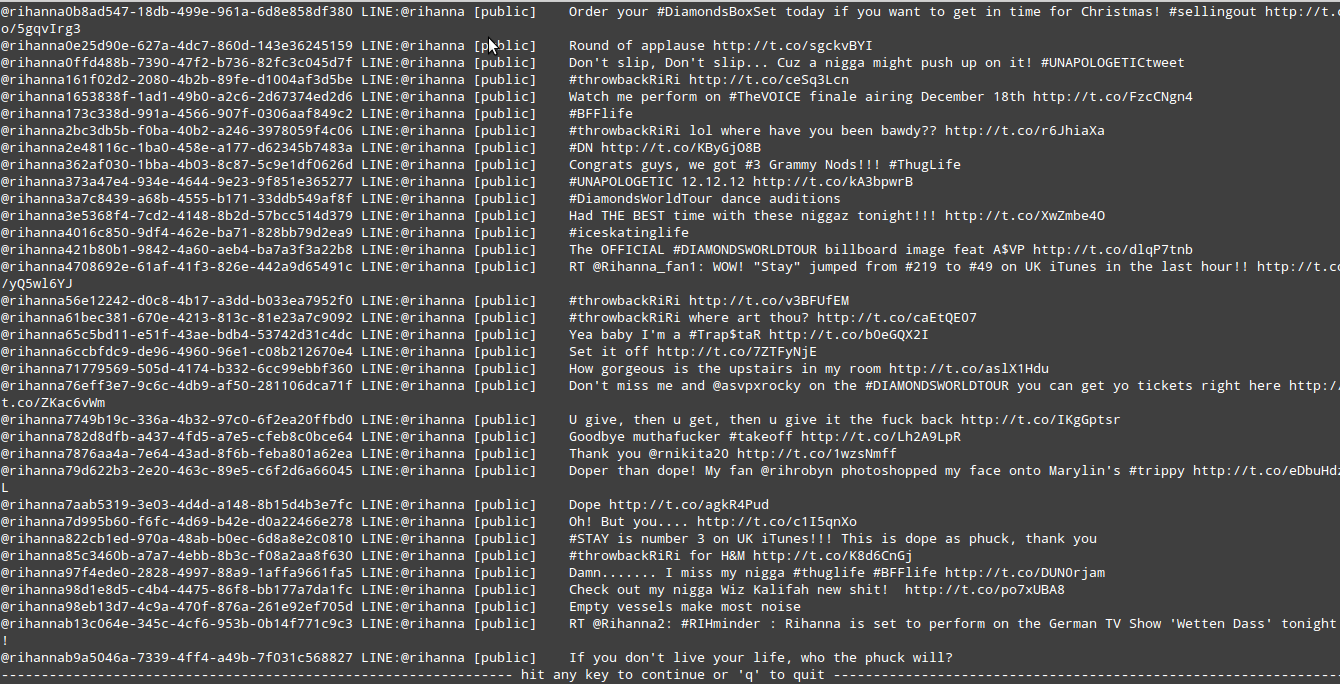 @rihanna0b8ad547-18db-499e-961a-6d8e858df380 LINE:@rihanna [public]    Order your #DiamondsBoxSet today if you want to get in time for Christmas! #sellingout http://t.c
o/5gqvIrg3
@rihanna0e25d90e-627a-4dc7-860d-143e36245159 LINE:@rihanna [public]    Round of applause http://t.co/sgckvBYI
@rihanna0ffd488b-7390-47f2-b736-82fc3c045d7f LINE:@rihanna [public]    Don't slip, Don't slip... Cuz a nigga might push up on it! #UNAPOLOGETICtweet
@rihanna161f02d2-2080-4b2b-89fe-d1004af3d5be LINE:@rihanna [public]    #throwbackRiRi http://t.co/ceSq3Lcn
@rihanna1653838f-1ad1-49b0-a2c6-2d67374ed2d6 LINE:@rihanna [public]    Watch me perform on #TheVOICE finale airing December 18th http://t.co/FzcCNgn4
@rihanna173c338d-991a-4566-907f-0306aaf849c2 LINE:@rihanna [public]    #BFFlife
@rihanna2bc3db5b-f0ba-40b2-a246-3978059f4c06 LINE:@rihanna [public]    #throwbackRiRi lol where have you been bawdy?? http://t.co/r6JhiaXa
@rihanna2e48116c-1ba0-458e-a177-d62345b7483a LINE:@rihanna [public]    #DN http://t.co/KByGjO8B
@rihanna362af030-1bba-4b03-8c87-5c9e1df0626d LINE:@rihanna [public]    Congrats guys, we got #3 Grammy Nods!!! #ThugLife
@rihanna373a47e4-934e-4644-9e23-9f851e365277 LINE:@rihanna [public]    #UNAPOLOGETIC 12.12.12 http://t.co/kA3bpwrB
@rihanna3a7c8439-a68b-4555-b171-33ddb549af8f LINE:@rihanna [public]    #DiamondsWorldTour dance auditions
@rihanna3e5368f4-7cd2-4148-8b2d-57bcc514d379 LINE:@rihanna [public]    Had THE BEST time with these niggaz tonight!!! http://t.co/XwZmbe4O
@rihanna4016c850-9df4-462e-ba71-828bb79d2ea9 LINE:@rihanna [public]    #iceskatinglife
@rihanna421b80b1-9842-4a60-aeb4-ba7a3f3a22b8 LINE:@rihanna [public]    The OFFICIAL #DIAMONDSWORLDTOUR billboard image feat A$VP http://t.co/dlqP7tnb
@rihanna4708692e-61af-41f3-826e-442a9d65491c LINE:@rihanna [public]    RT @Rihanna_fan1: WOW! "Stay" jumped from #219 to #49 on UK iTunes in the last hour!! http://t.co
/yQ5wl6YJ
@rihanna56e12242-d0c8-4b17-a3dd-b033ea7952f0 LINE:@rihanna [public]    #throwbackRiRi http://t.co/v3BFUfEM
@rihanna61bec381-670e-4213-813c-81e23a7c9092 LINE:@rihanna [public]    #throwbackRiRi where art thou? http://t.co/caEtQEO7
@rihanna65c5bd11-e51f-43ae-bdb4-53742d31c4dc LINE:@rihanna [public]    Yea baby I'm a #Trap$taR http://t.co/b0eGQX2I
@rihanna6ccbfdc9-de96-4960-96e1-c08b212670e4 LINE:@rihanna [public]    Set it off http://t.co/7ZTFyNjE
@rihanna71779569-505d-4174-b332-6cc99ebbf360 LINE:@rihanna [public]    How gorgeous is the upstairs in my room http://t.co/aslX1Hdu
@rihanna76eff3e7-9c6c-4db9-af50-281106dca71f LINE:@rihanna [public]    Don't miss me and @asvpxrocky on the #DIAMONDSWORLDTOUR you can get yo tickets right here http:/
t.co/ZKac6vWm
@rihanna7749b19c-336a-4b32-97c0-6f2ea20ffbd0 LINE:@rihanna [public]    U give, then u get, then u give it the fuck back http://t.co/IKgGptsr
@rihanna782d8dfb-a437-4fd5-a7e5-cfeb8c0bce64 LINE:@rihanna [public]    Goodbye muthafucker #takeoff http://t.co/Lh2A9LpR
@rihanna7876aa4a-7e64-43ad-8f6b-feba801a62ea LINE:@rihanna [public]    Thank you @rnikita20 http://t.co/1wzsNmff
@rihanna79d622b3-2e20-463c-89e5-c6f2d6a66045 LINE:@rihanna [public]    Doper than dope! My fan @rihrobyn photoshopped my face onto Marylin's #trippy http://t.co/eDbuHdz
L
@rihanna7aab5319-3e03-4d4d-a148-8b15d4b3e7fc LINE:@rihanna [public]    Dope http://t.co/agkR4Pud
@rihanna7d995b60-f6fc-4d69-b42e-d0a22466e278 LINE:@rihanna [public]    Oh! But you.... http://t.co/c1I5qnXo
@rihanna822cb1ed-970a-48ab-b0ec-6d8a8e2c0810 LINE:@rihanna [public]    #STAY is number 3 on UK iTunes!!! This is dope as phuck, thank you
@rihanna85c3460b-a7a7-4ebb-8b3c-f08a2aa8f630 LINE:@rihanna [public]    #throwbackRiRi for H&M http://t.co/K8d6CnGj
@rihanna97f4ede0-2828-4997-88a9-1affa9661fa5 LINE:@rihanna [public]    Damn....... I miss my nigga #thuglife #BFFlife http://t.co/DUN0rjam
@rihanna98d1e8d5-c4b4-4475-86f8-bb177a7da1fc LINE:@rihanna [public]    Check out my nigga Wiz Kalifah new shit!  http://t.co/po7xUBA8
@rihanna98eb13d7-4c9a-470f-876a-261e92ef705d LINE:@rihanna [public]    Empty vessels make most noise
@rihannab13c064e-345c-4cf6-953b-0b14f771c9c3 LINE:@rihanna [public]    RT @Rihanna2: #RIHminder : Rihanna is set to perform on the German TV Show 'Wetten Dass' tonight
!
@rihannab9a5046a-7339-4ff4-a49b-7f031c568827 LINE:@rihanna [public]    If you don't live your life, who the phuck will?
---------------------------------------------------------------- hit any key to continue or 'q' to quit ----------------------------------------------------------------